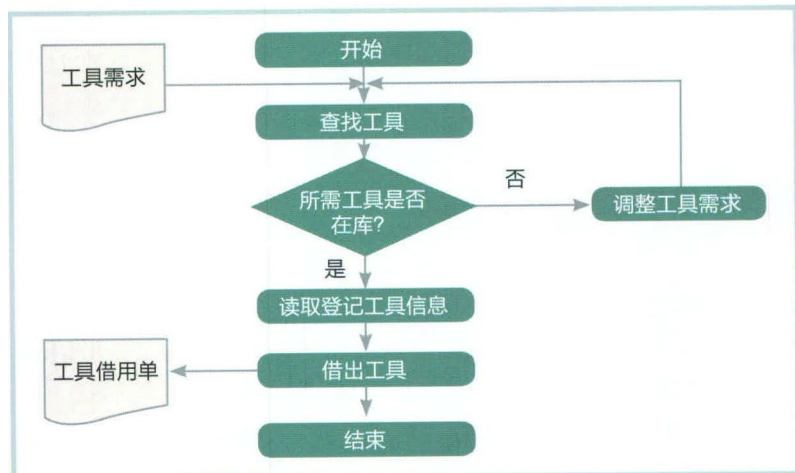 开始
工具需求
查找工具
所需工具是否
在库?
否
调整工具需求
是
读取登记工具信息
工具借用单
借出工具
结束